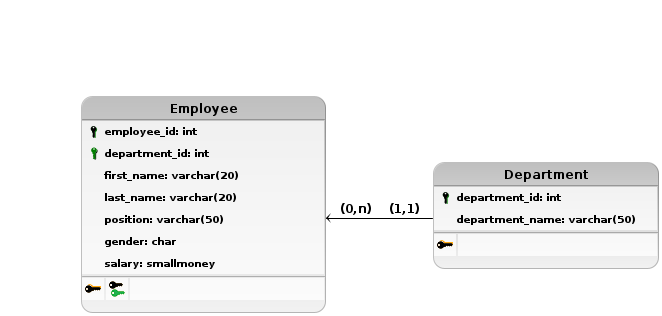 Employee
employee_id: int
department_id: int
first_name: varchar(20)
last_name: varchar(20)
position: varchar(50)
gender: char
salary: smallmoney
(0,n) (1,1)
Department
department_id: int
department_name: varchar(50)